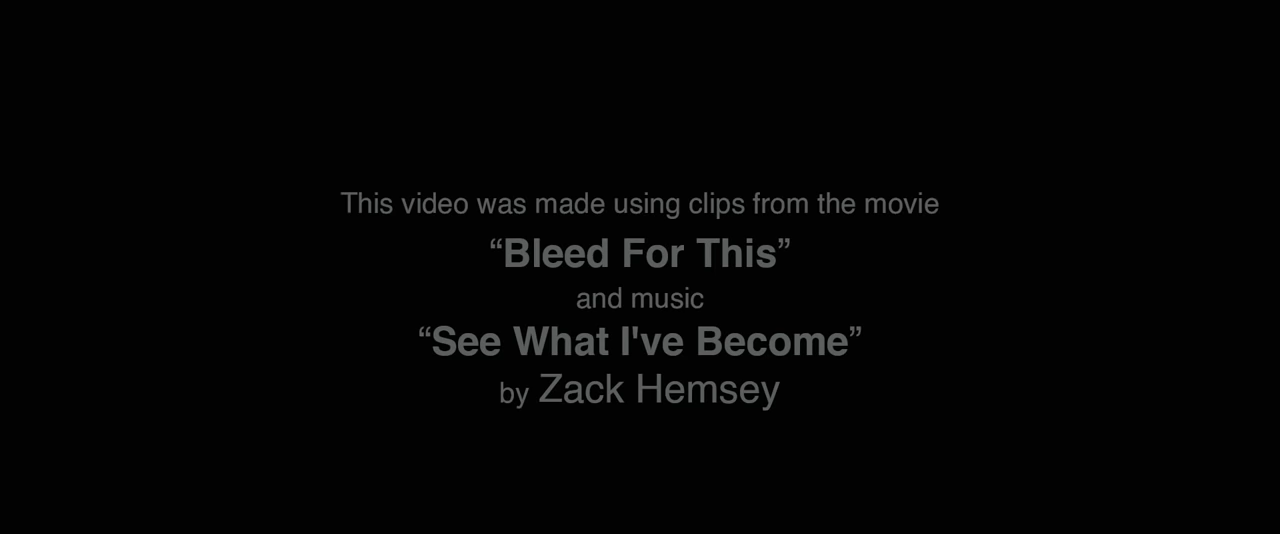 This video was made using clips from the movie
“Bleed For This”
and music
“See What I've Become”
by Zack Hemsey